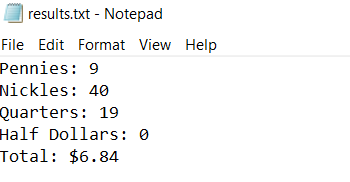 results.txt - Notepad
File Edit Format View Help
Pennies: 9
Nickles: 40
Quarters: 19
Half Dollars: 0
Total: $6.84